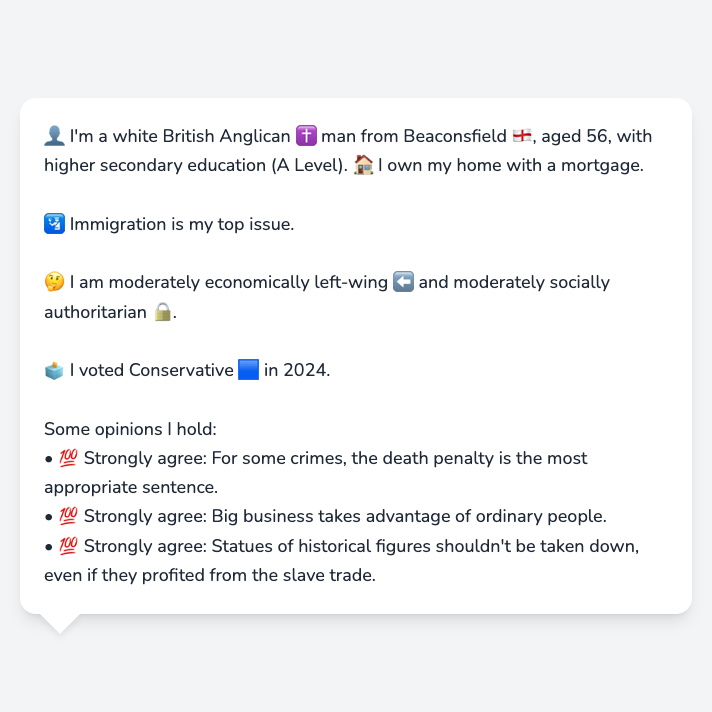 👤 I'm a white British Anglican ✝️ man from Beaconsfield 🏴󠁧󠁢󠁥󠁮󠁧󠁿, aged 56, with
higher secondary education (A Level). 🏠 I own my home with a mortgage.
🛂 Immigration is my top issue.
🤔 I am moderately economically left-wing ⬅️ and moderately socially
authoritarian 🔒.
🗳️ I voted Conservative 🟦 in 2024.
Some opinions I hold:
• 💯 Strongly agree: For some crimes, the death penalty is the most
appropriate sentence.
• 💯 Strongly agree: Big business takes advantage of ordinary people.
• 💯 Strongly agree: Statues of historical figures shouldn't be taken down,
even if they profited from the slave trade.